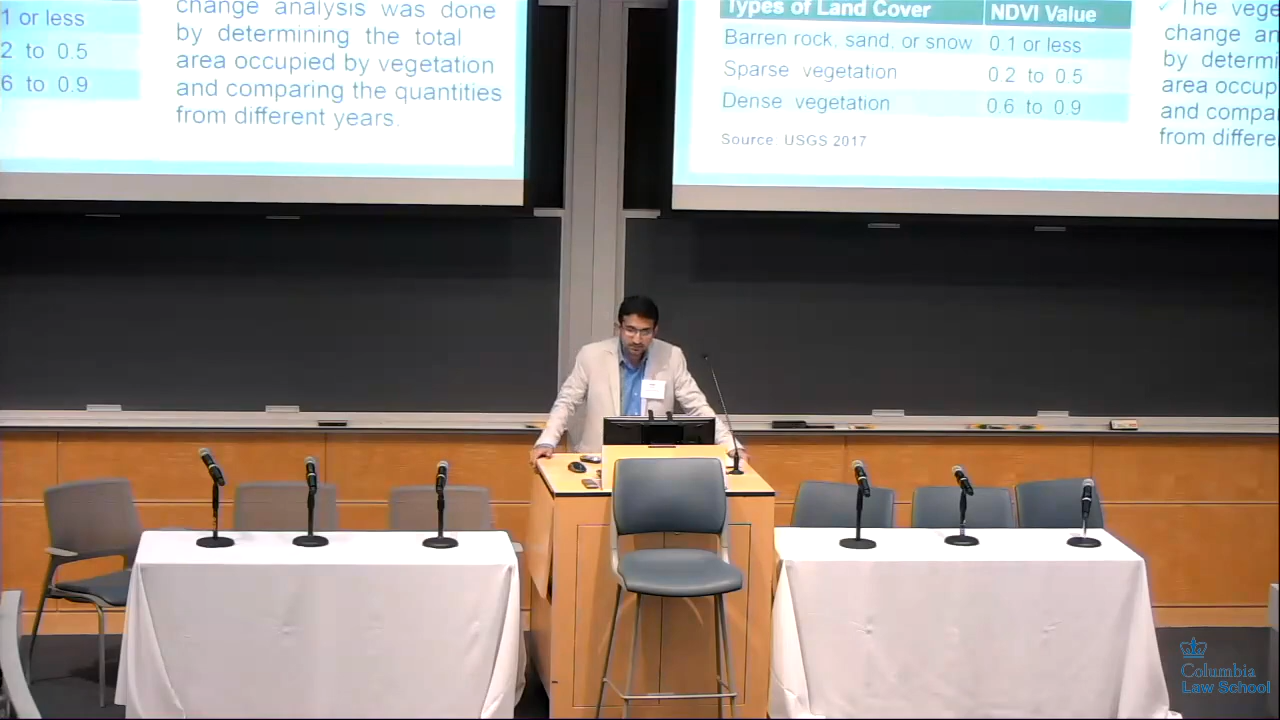 1 or less
2 to 0.5
6 to 0.9
change analysis was done
by determining the total
area occupied by vegetation
and comparing the quantities
from different years.
Types of Land Cover NDVI Value
Barren rock, sand, or snow 0.1 or less
Sparse vegetation 0.2 to 0.5
Dense vegetation 0.6 to 0.9
Source: USGS 2017
✓ The vege
change an
by determi
area occup
and compa
from differe
Columbia
Law School